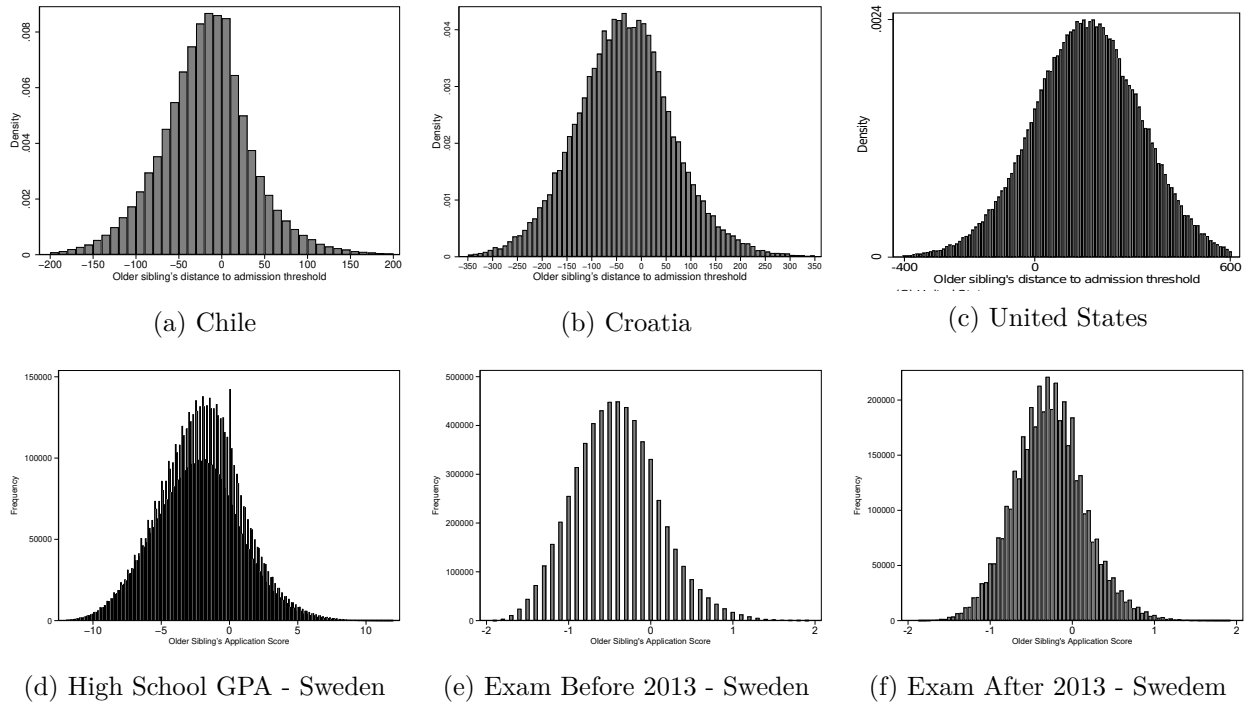 .008
.006
.004
.002
0
Density
−200 −150 −100 −50 0 50 100 150 200
Older sibling's distance to admission threshold
(a) Chile
.004
.003
.002
.001
0
Density
−350 −300 −250 −200 −150 −100 −50 0 50 100 150 200 250 300 350
Older sibling's distance to admission threshold
(b) Croatia
.0024
0
Density
-400 0 600
Older sibling's distance to admission threshold
(c) United States
150000
100000
50000
0
Frequency
−10 −5 0 5 10
Older Sibling's Application Score
(d) High School GPA - Sweden
500000
400000
300000
200000
100000
0
Frequency
−2 −1 0 1 2
Older Sibling's Application Score
(e) Exam Before 2013 - Sweden
200000
150000
100000
50000
0
Frequency
−2 −1 0 1 2
Older Sibling's Application Score
(f) Exam After 2013 - Swedem